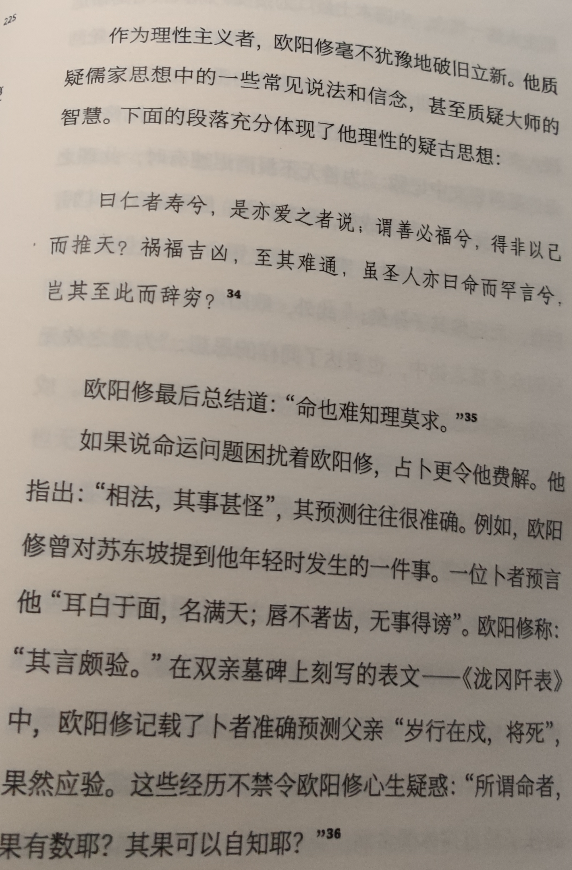 225
作为理性主义者，欧阳修毫不犹豫地破旧立新。他质
疑儒家思想中的一些常见说法和信念，甚至质疑大师的
智慧。下面的段落充分体现了他理性的疑古思想：
曰仁者寿兮，是亦爱之者说；谓善必福兮，得非以己
而推天？祸福吉凶，至其难通，虽圣人亦曰命而罕言兮，
岂其至此而辞穷？34
欧阳修最后总结道：“命也难知理莫求。”35
如果说命运问题困扰着欧阳修，占卜更令他费解。他
指出：“相法，其事甚怪”，其预测往往很准确。例如，欧阳
修曾对苏东坡提到他年轻时发生的一件事。一位卜者预言
他“耳白于面，名满天；唇不著齿，无事得谤”。欧阳修称：
“其言颇验。”在双亲墓碑上刻写的表文——《泷冈阡表》
中，欧阳修记载了卜者准确预测父亲“岁行在戍，将死”，
果然应验。这些经历不禁令欧阳修心生疑惑：“所谓命者，
果有数耶？其果可以自知耶？”36